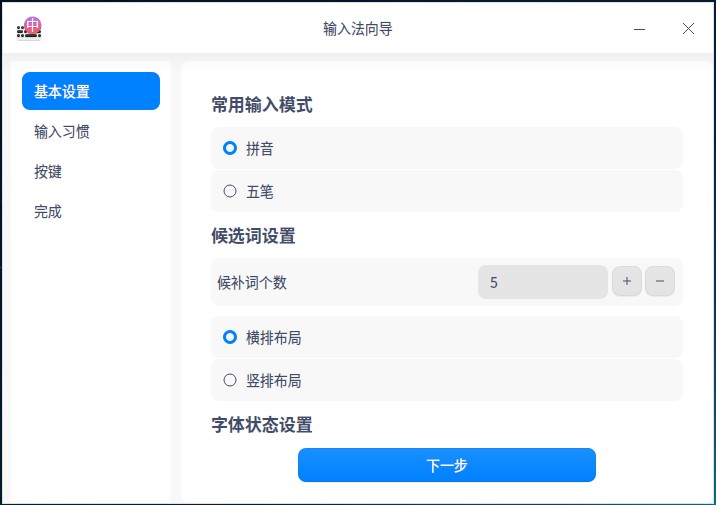 中
输入法向导
基本设置
输入习惯
按键
完成
常用输入模式
拼音
五笔
候选词设置
候补词个数
5
+
−
横排布局
竖排布局
字体状态设置
下一步